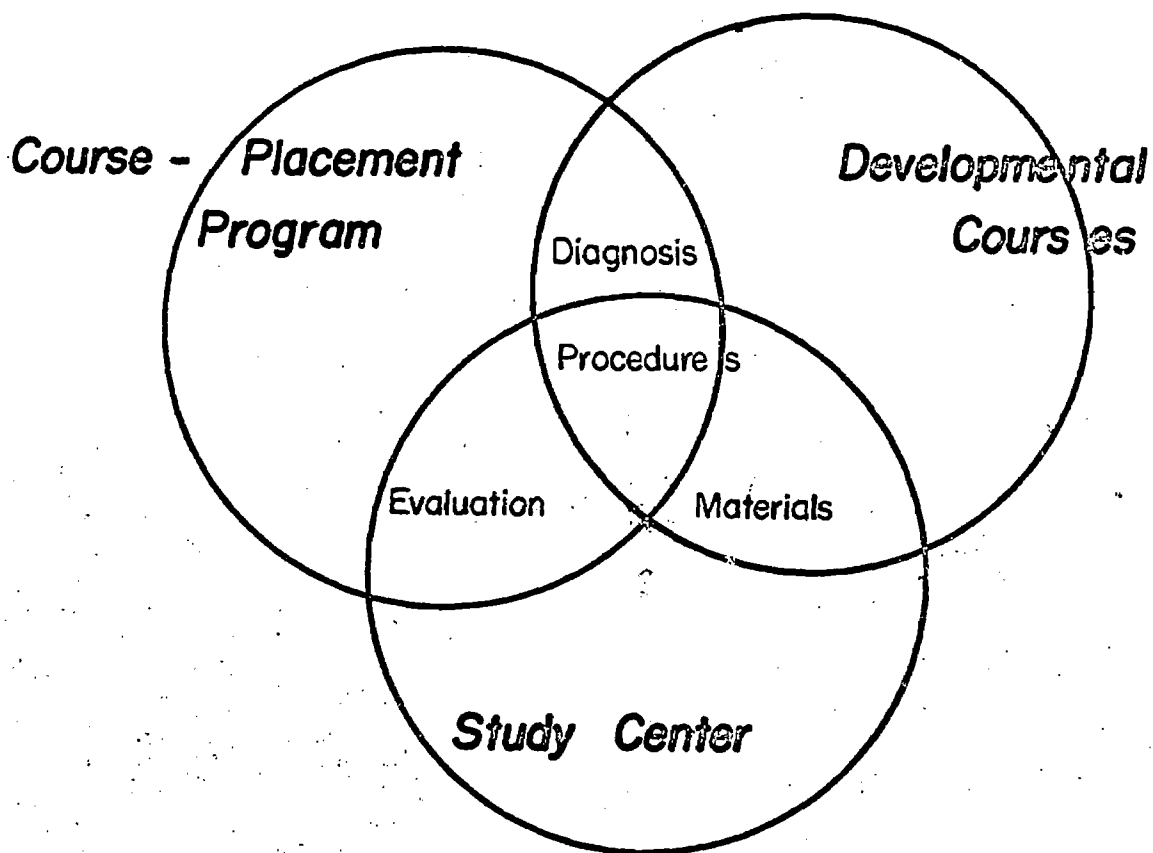 Course - Placement
Program
Developmental
Courses
Diagnosis
Procedures
Evaluation
Materials
Study Center